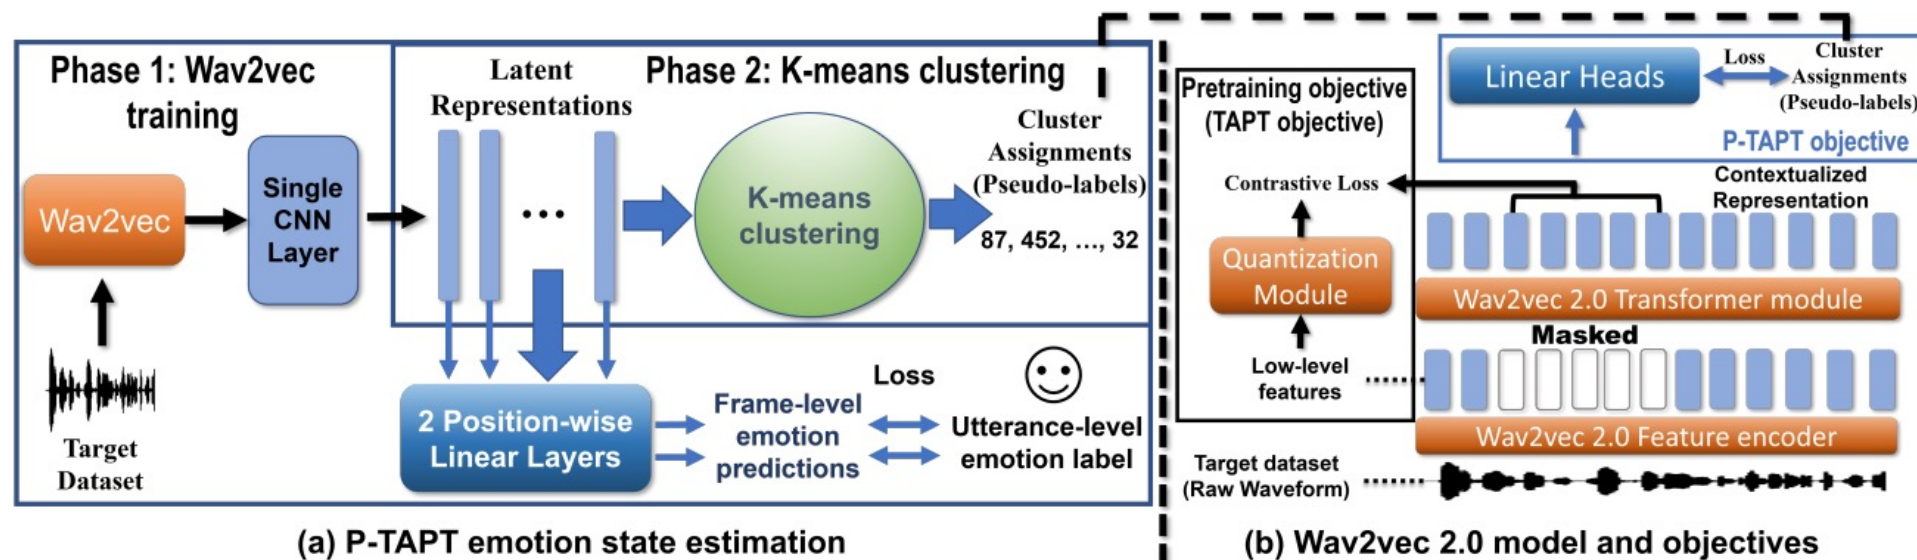 Phase 1: Wav2vec
training
Wav2vec
Target
Dataset
Single
CNN
Layer
Latent
Representations
...
Phase 2: K-means clustering
K-means
clustering
Cluster
Assignments
(Pseudo-labels)
87, 452, ..., 32
2 Position-wise
Linear Layers
Frame-level
emotion
predictions
Loss
Utterance-level
emotion label
(a) P-TAPT emotion state estimation
Pretraining objective
(TAPT objective)
Contrastive Loss
Quantization
Module
Low-level
features
Target dataset
(Raw Waveform)
Linear Heads
Loss
Cluster
Assignments
(Pseudo-labels)
P-TAPT objective
Contextualized
Representation
Wav2vec 2.0 Transformer module
Masked
Wav2vec 2.0 Feature encoder
(b) Wav2vec 2.0 model and objectives